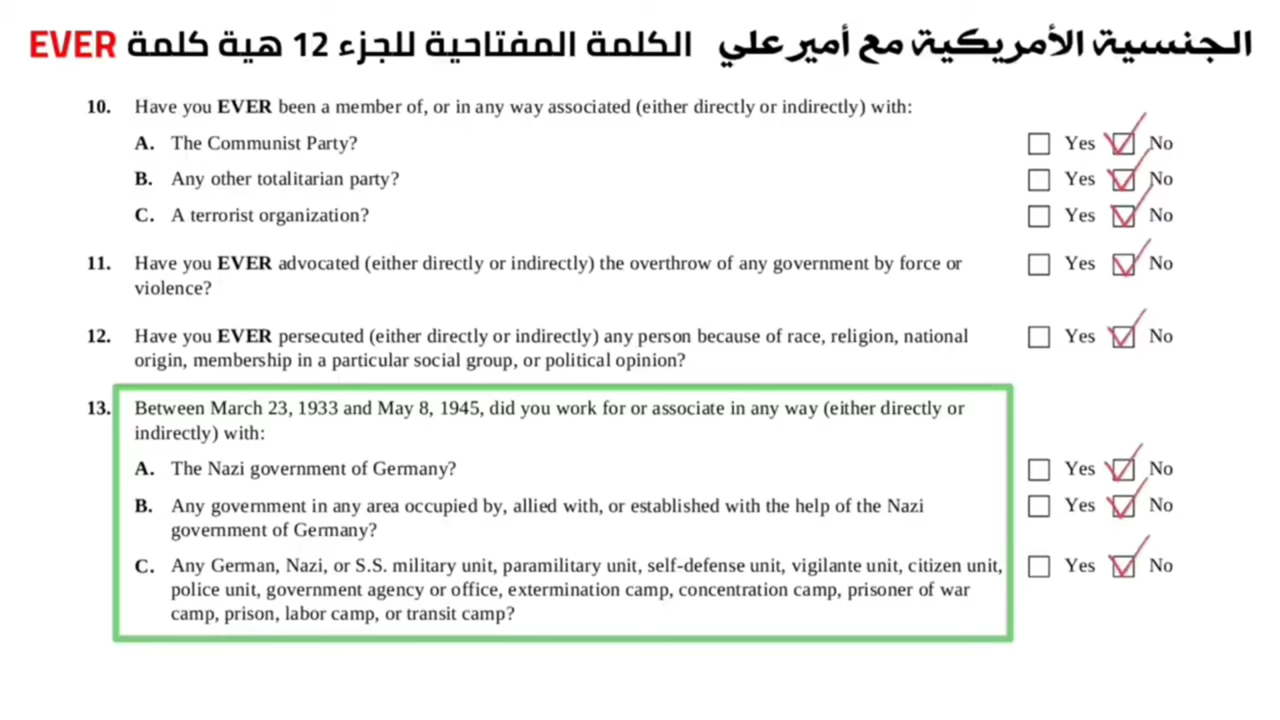 الجنسية الأمريكية مع أمير علي الكلمة المفتاحية للجزء 12 هية كلمة EVER
10. Have you EVER been a member of, or in any way associated (either directly or indirectly) with:
A. The Communist Party? Yes No
B. Any other totalitarian party? Yes No
C. A terrorist organization? Yes No
11. Have you EVER advocated (either directly or indirectly) the overthrow of any government by force or Yes No
violence?
12. Have you EVER persecuted (either directly or indirectly) any person because of race, religion, national Yes No
origin, membership in a particular social group, or political opinion?
13. Between March 23, 1933 and May 8, 1945, did you work for or associate in any way (either directly or
indirectly) with:
A. The Nazi government of Germany? Yes No
B. Any government in any area occupied by, allied with, or established with the help of the Nazi Yes No
government of Germany?
C. Any German, Nazi, or S.S. military unit, paramilitary unit, self-defense unit, vigilante unit, citizen unit, Yes No
police unit, government agency or office, extermination camp, concentration camp, prisoner of war
camp, prison, labor camp, or transit camp?